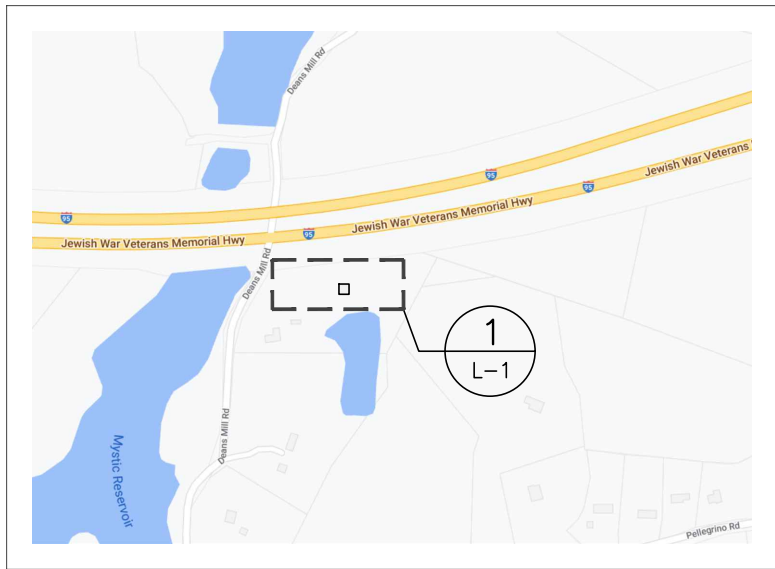 Deans Mill Rd
95
Jewish War Veterans
95
95
Jewish War Veterans Memorial Hwy
95
Jewish War Veterans Memorial Hwy
Deans Mill Rd
1
L-1
Deans Mill Rd
Mystic Reservoir
Pellegrino Rd